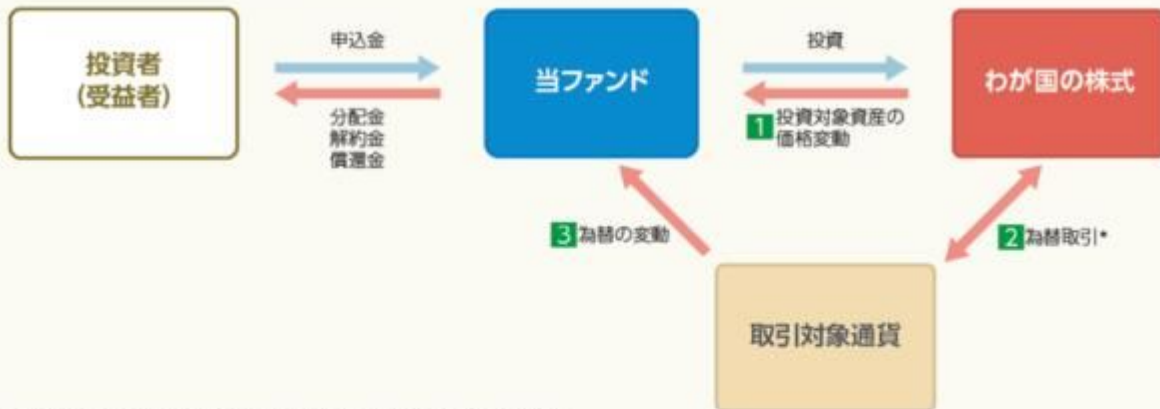 投資者
(受益者)
申込金
分配金
解約金
償還金
当ファンド
投資
1 投資対象資産の
価格変動
わが国の株式
3 為替の変動
2 為替取引*
取引対象通貨